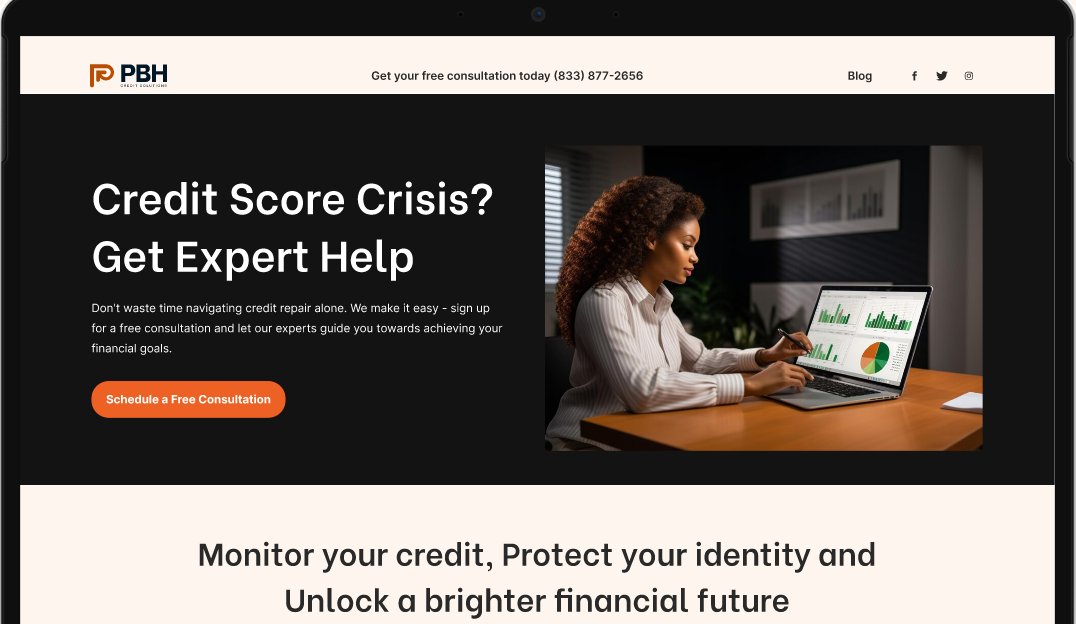 PBH
CREDIT SOLUTIONS
Get your free consultation today (833) 877-2656
Blog
Credit Score Crisis?
Get Expert Help
Don't waste time navigating credit repair alone. We make it easy - sign up
for a free consultation and let our experts guide you towards achieving your
financial goals.
Schedule a Free Consultation
Monitor your credit, Protect your identity and
Unlock a brighter financial future